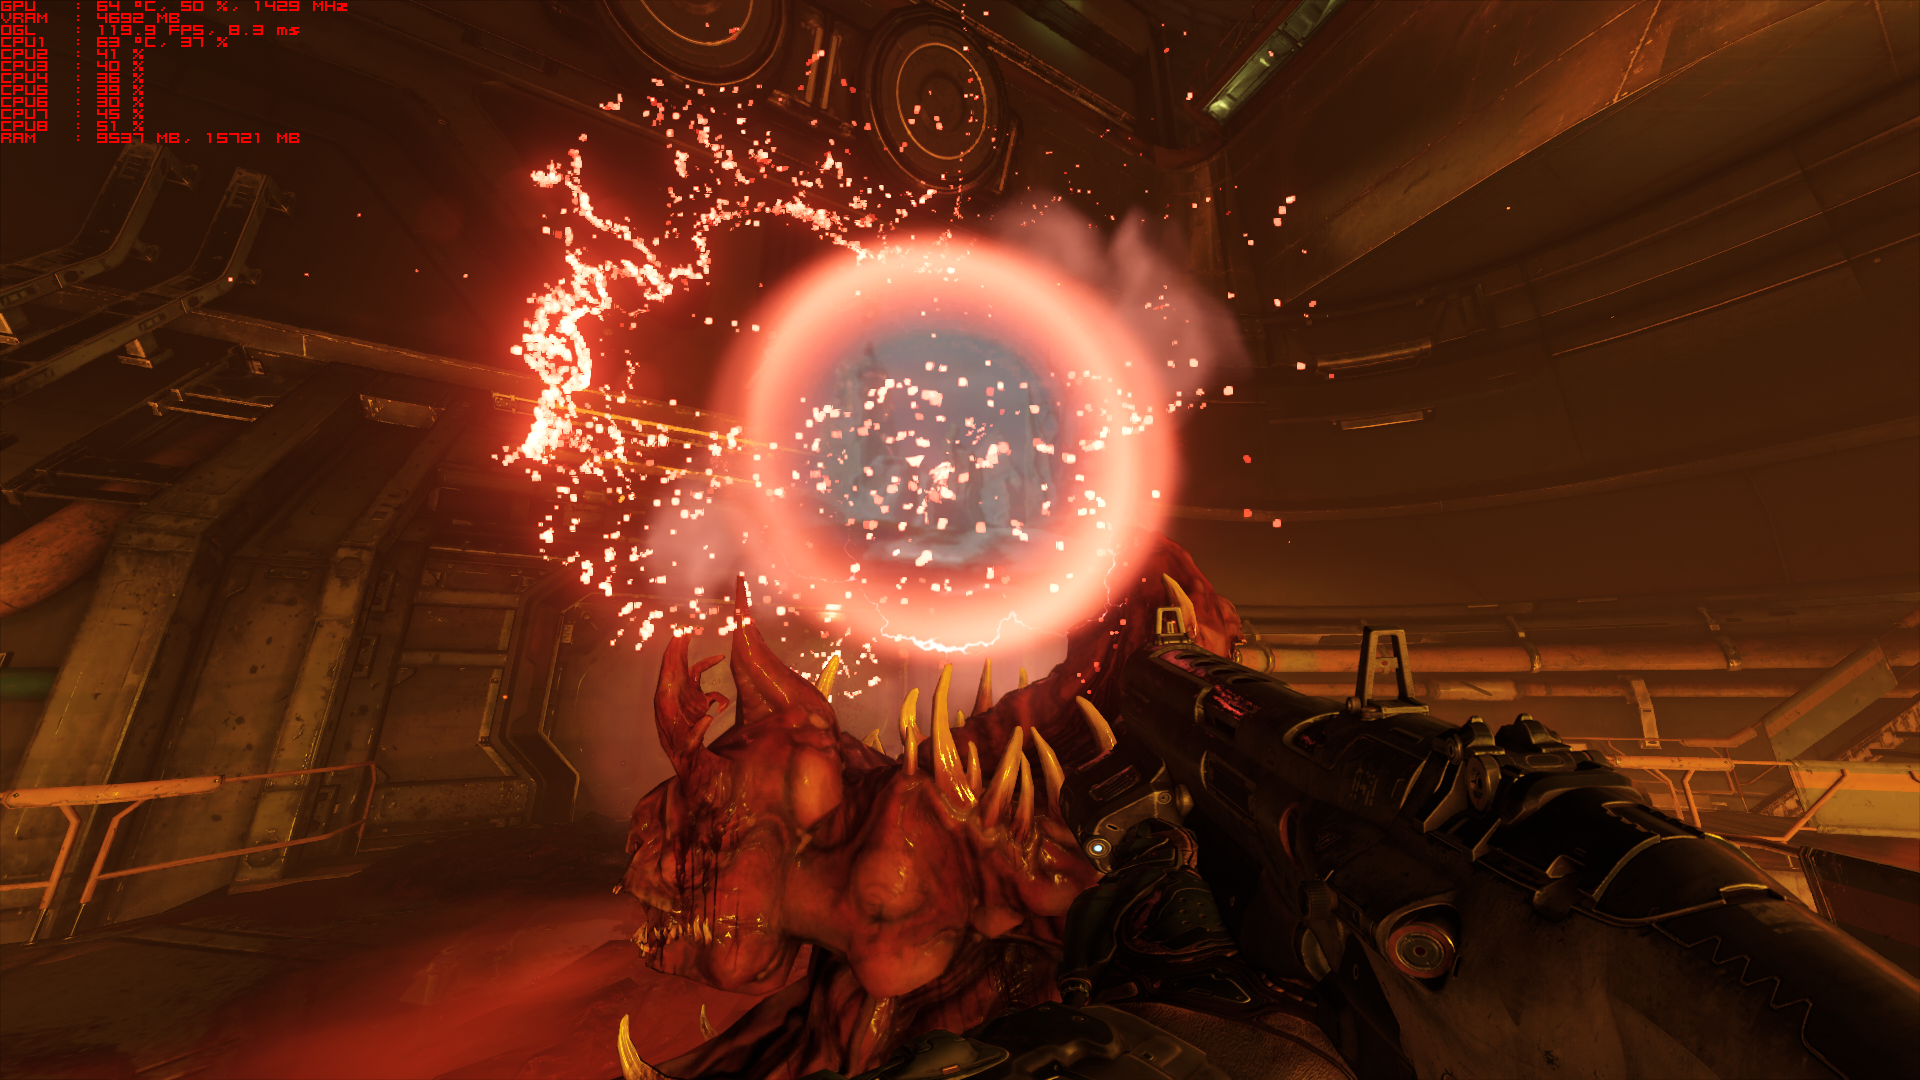 GPU : 64 °C, 50 %, 1429 MHz
VRAM : 4692 MB
OGL : 119.9 FPS, 8.3 ms
CPU1 : 63 °C, 37 %
CPU2 : 41 %
CPU3 : 40 %
CPU4 : 36 %
CPU5 : 39 %
CPU6 : 30 %
CPU7 : 45 %
CPU8 : 51 %
RAM : 9537 MB, 15721 MB